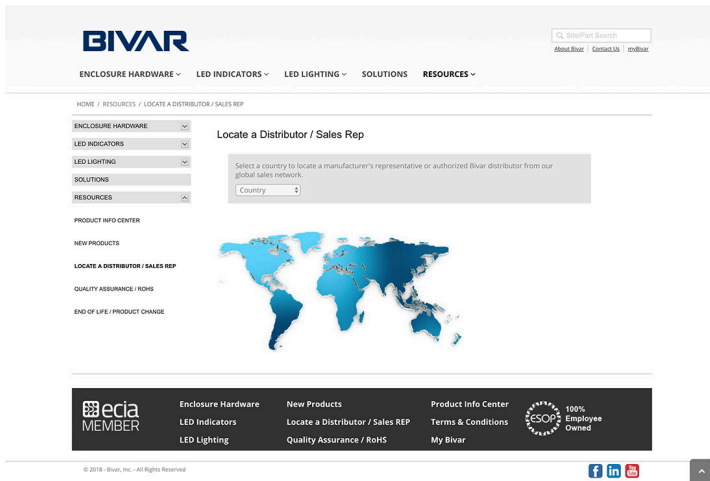 BIVAR
Site/Part Search
About Bivar | Contact Us | myBivar
ENCLOSURE HARDWARE LED INDICATORS LED LIGHTING SOLUTIONS RESOURCES
HOME / RESOURCES / LOCATE A DISTRIBUTOR / SALES REP
ENCLOSURE HARDWARE
LED INDICATORS
LED LIGHTING
SOLUTIONS
RESOURCES
PRODUCT INFO CENTER
NEW PRODUCTS
LOCATE A DISTRIBUTOR / SALES REP
QUALITY ASSURANCE / ROHS
END OF LIFE / PRODUCT CHANGE
Locate a Distributor / Sales Rep
Select a country to locate a manufacturer's representative or authorized Bivar distributor from our
global sales network.
Country
ecia
MEMBER
Enclosure Hardware
LED Indicators
LED Lighting
New Products
Locate a Distributor / Sales REP
Quality Assurance / RoHS
Product Info Center
Terms & Conditions
My Bivar
ESOP
100%
Employee
Owned
© 2018 - Bivar, Inc. - All Rights Reserved
f in You
Tube